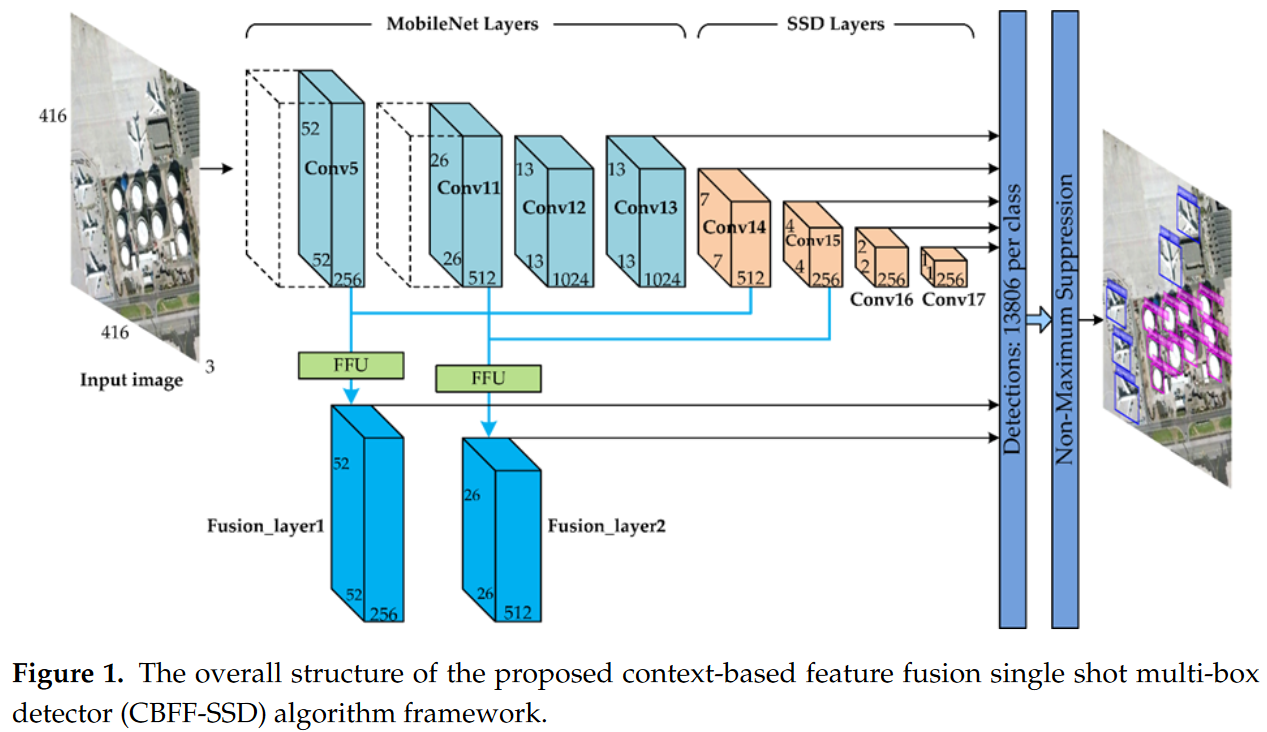 MobileNet Layers
SSD Layers
416
416
3
Input image
52
Conv5
52
256
26
Conv11
26
512
13
Conv12
13
1024
13
Conv13
13
1024
7
Conv14
7
512
4
Conv15
4
256
2
2
256
Conv16
1
1
256
Conv17
FFU
FFU
52
52
256
Fusion_layer1
26
26
512
Fusion_layer2
Detections: 13806 per class
Non-Maximum Suppression
Figure 1. The overall structure of the proposed context-based feature fusion single shot multi-box
detector (CBFF-SSD) algorithm framework.